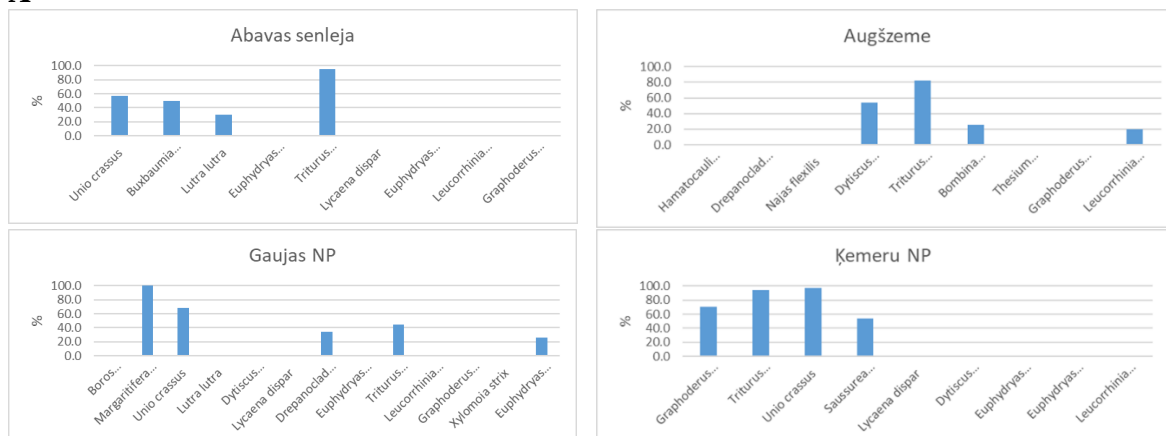 Abavas senleja
100.0
80.0
60.0
40.0
20.0
0.0
%
Unio crassus
Buxbaumia...
Lutra lutra
Euphydryas...
Triturus...
Lycaena dispar
Euphydryas...
Leucorrhinia...
Graphoderus...
Augšzeme
100.0
80.0
60.0
40.0
20.0
0.0
%
Hamatocauli...
Drepanoclad...
Najas flexilis
Dytiscus...
Triturus...
Bombina...
Thesium...
Graphoderus...
Leucorrhinia...
Gaujas NP
100.0
80.0
60.0
40.0
20.0
0.0
%
Boros...
Margaritifera...
Unio crassus
Lutra lutra
Dytiscus...
Lycaena dispar
Drepanoclad...
Euphydryas...
Triturus...
Leucorrhinia...
Graphoderus...
Xylomoia strix
Euphydryas...
Ķemeru NP
100.0
80.0
60.0
40.0
20.0
0.0
%
Graphoderus...
Triturus...
Unio crassus
Saussurea...
Lycaena dispar
Dytiscus...
Euphydryas...
Euphydryas...
Leucorrhinia...